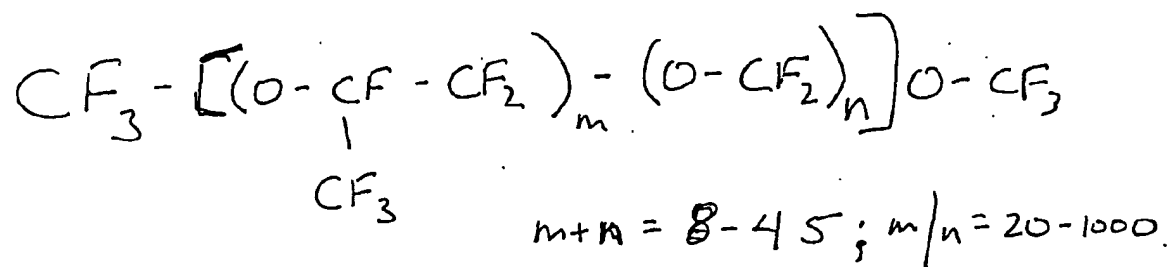 CF₃-[(O-CF-CF₂)ₘ-(O-CF₂)ₙ]O-CF₃
CF₃
m+n = 8-45; m/n = 20-1000.